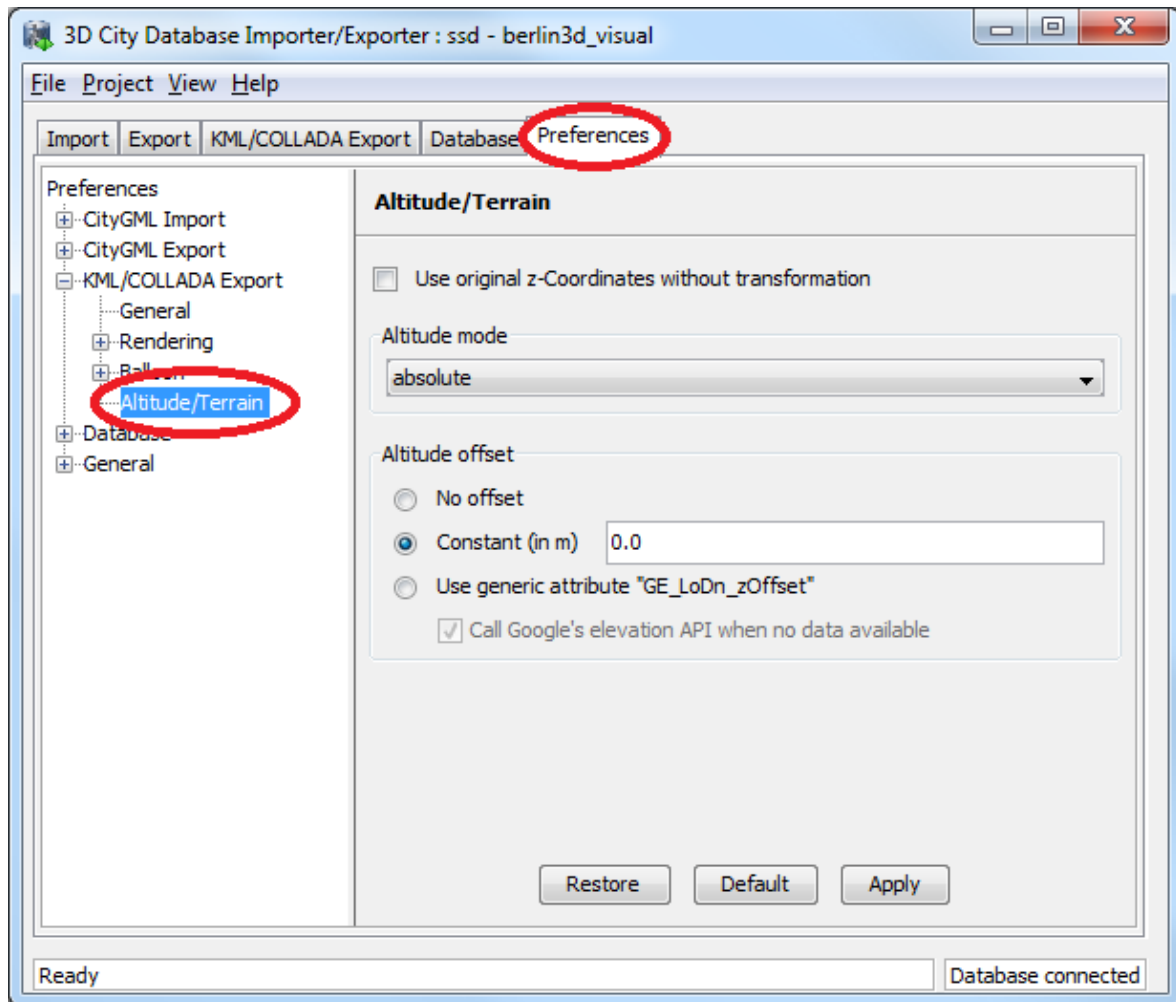 3D City Database Importer/Exporter : ssd - berlin3d_visual
File Project View Help
Import Export KML/COLLADA Export Database Preferences
Preferences
CityGML Import
CityGML Export
KML/COLLADA Export
General
Rendering
Balloon
Altitude/Terrain
Database
General
Altitude/Terrain
Use original z-Coordinates without transformation
Altitude mode
absolute
Altitude offset
No offset
Constant (in m) 0.0
Use generic attribute "GE_LoDn_zOffset"
Call Google's elevation API when no data available
Restore Default Apply
Ready Database connected